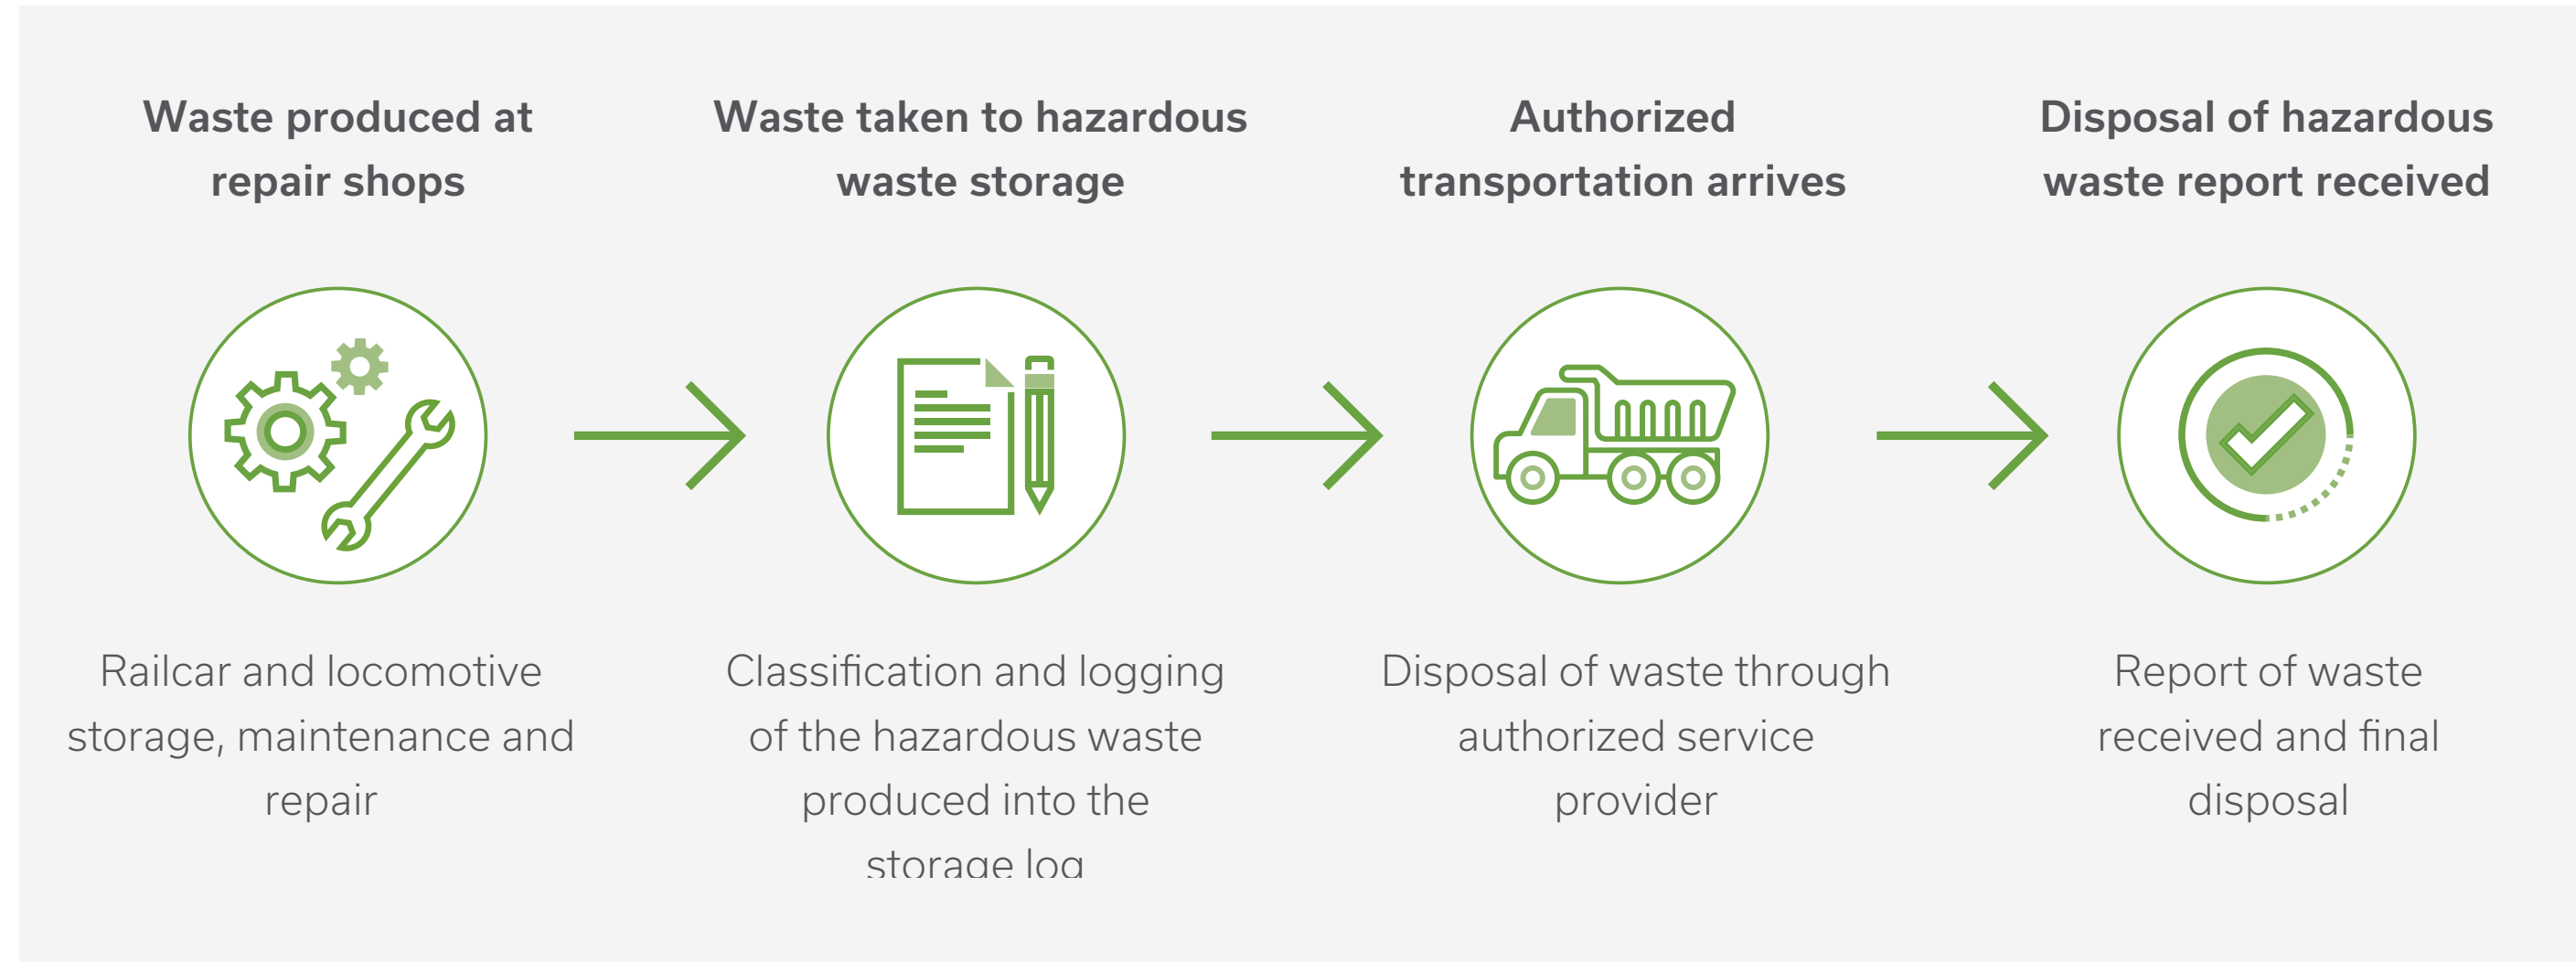 Waste produced at
repair shops
Railcar and locomotive
storage, maintenance and
repair
Waste taken to hazardous
waste storage
Classification and logging
of the hazardous waste
produced into the
storage log
Authorized
transportation arrives
Disposal of waste through
authorized service
provider
Disposal of hazardous
waste report received
Report of waste
received and final
disposal